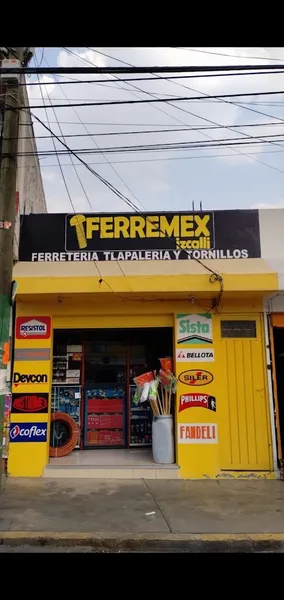 FERREMEX
izcalli
FERRETERIA TLAPALERIA Y TORNILLOS
RESISTOL
Sista
BELLOTA
Devcon
SILER
PHILLIPS
Coflex
FANDELI